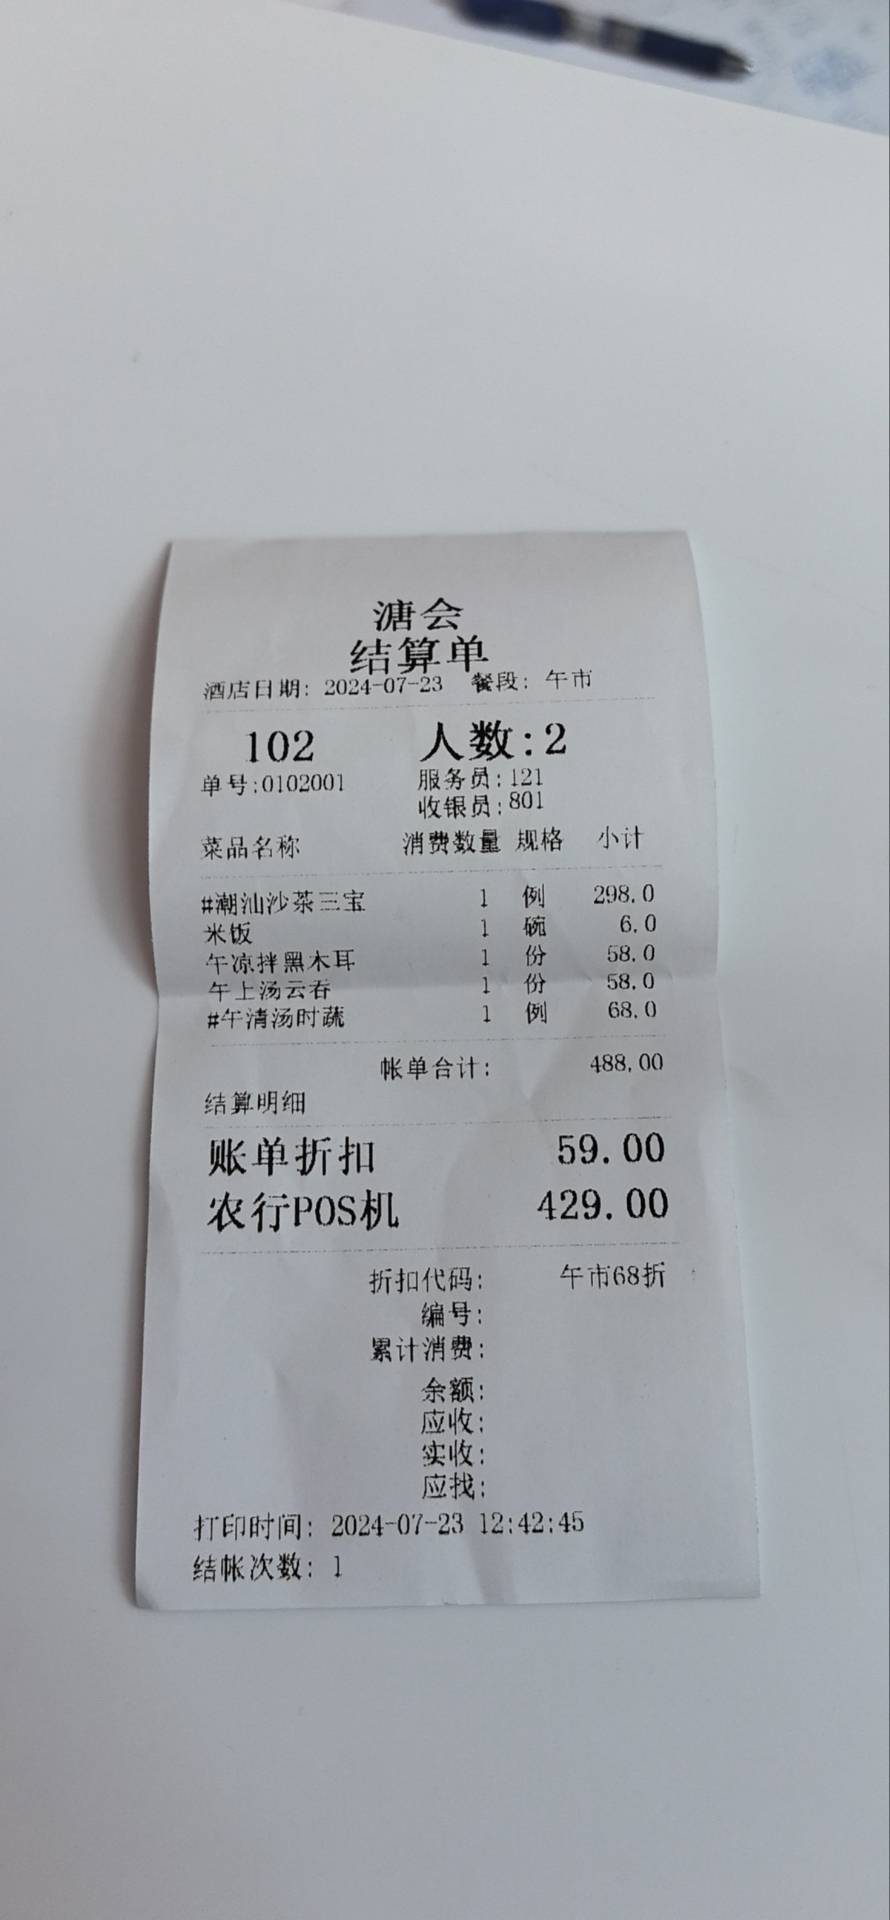 溏会
结算单
酒店日期: 2024-07-23 餐段: 午市
102 人数:2
单号:0102001 服务员:121
收银员:801
菜品名称 消费数量 规格 小计
#潮汕沙茶三宝 1 例 298.0
米饭 1 碗 6.0
午凉拌黑木耳 1 份 58.0
午上汤云吞 1 份 58.0
#午清汤时蔬 1 例 68.0
帐单合计: 488.00
结算明细
账单折扣 59.00
农行POS机 429.00
折扣代码: 午市68折
编号:
累计消费:
余额:
应收:
实收:
应找:
打印时间: 2024-07-23 12:42:45
结帐次数: 1